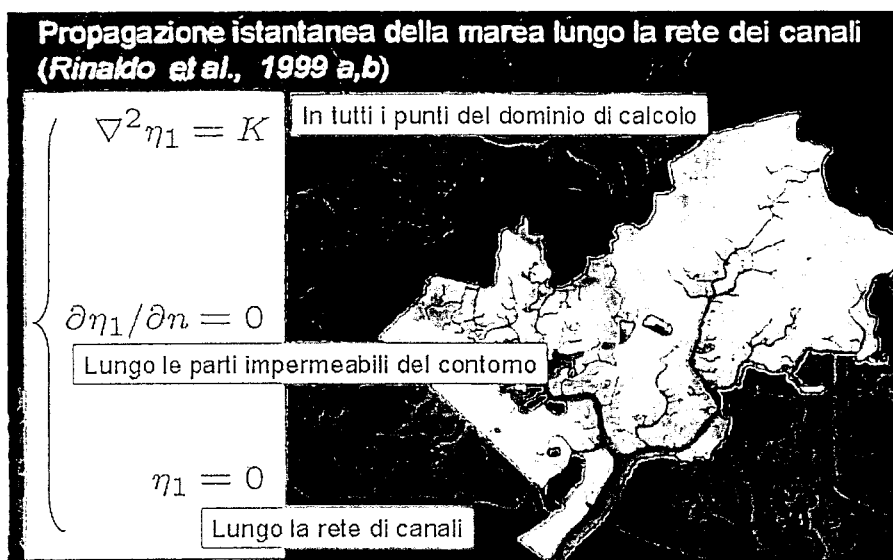 Propagazione istantanea della marea lungo la rete dei canali
(Rinaldo et al., 1999 a,b)
∇²η₁ = K
In tutti i punti del dominio di calcolo
∂η₁/∂n = 0
Lungo le parti impermeabili del contorno
η₁ = 0
Lungo la rete di canali